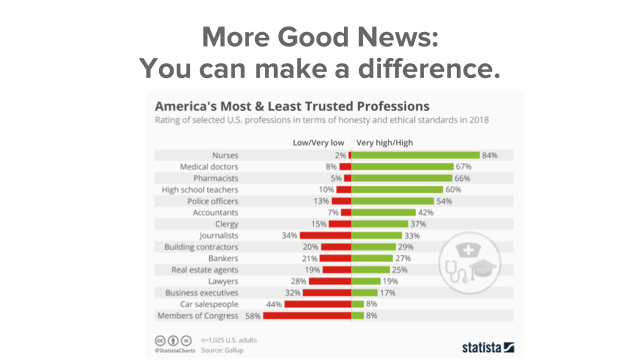 More Good News:
You can make a difference.
America's Most & Least Trusted Professions
Rating of selected U.S. professions in terms of honesty and ethical standards in 2018
Low/Very low Very high/High
Nurses 2% 84%
Medical doctors 8% 67%
Pharmacists 5% 66%
High school teachers 10% 60%
Police officers 13% 54%
Accountants 7% 42%
Clergy 15% 37%
Journalists 34% 33%
Building contractors 20% 29%
Bankers 21% 27%
Real estate agents 19% 25%
Lawyers 28% 19%
Business executives 32% 17%
Car salespeople 44% 8%
Members of Congress 58% 8%
n=1,025 U.S. adults
@StatistaCharts Source: Gallup
statista